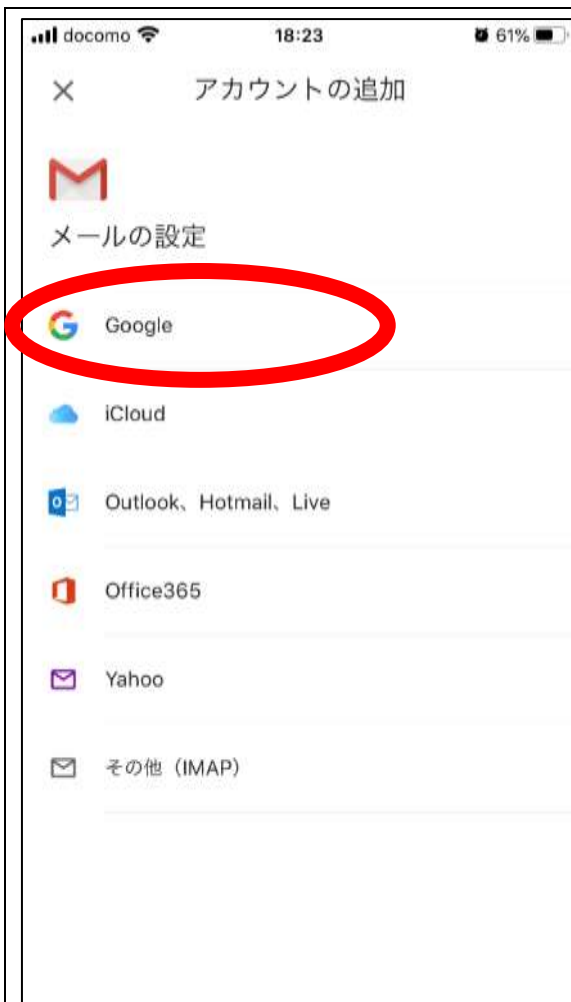 docomo 18:23 61%
アカウントの追加
メールの設定
Google
iCloud
Outlook、Hotmail、Live
Office365
Yahoo
その他（IMAP）